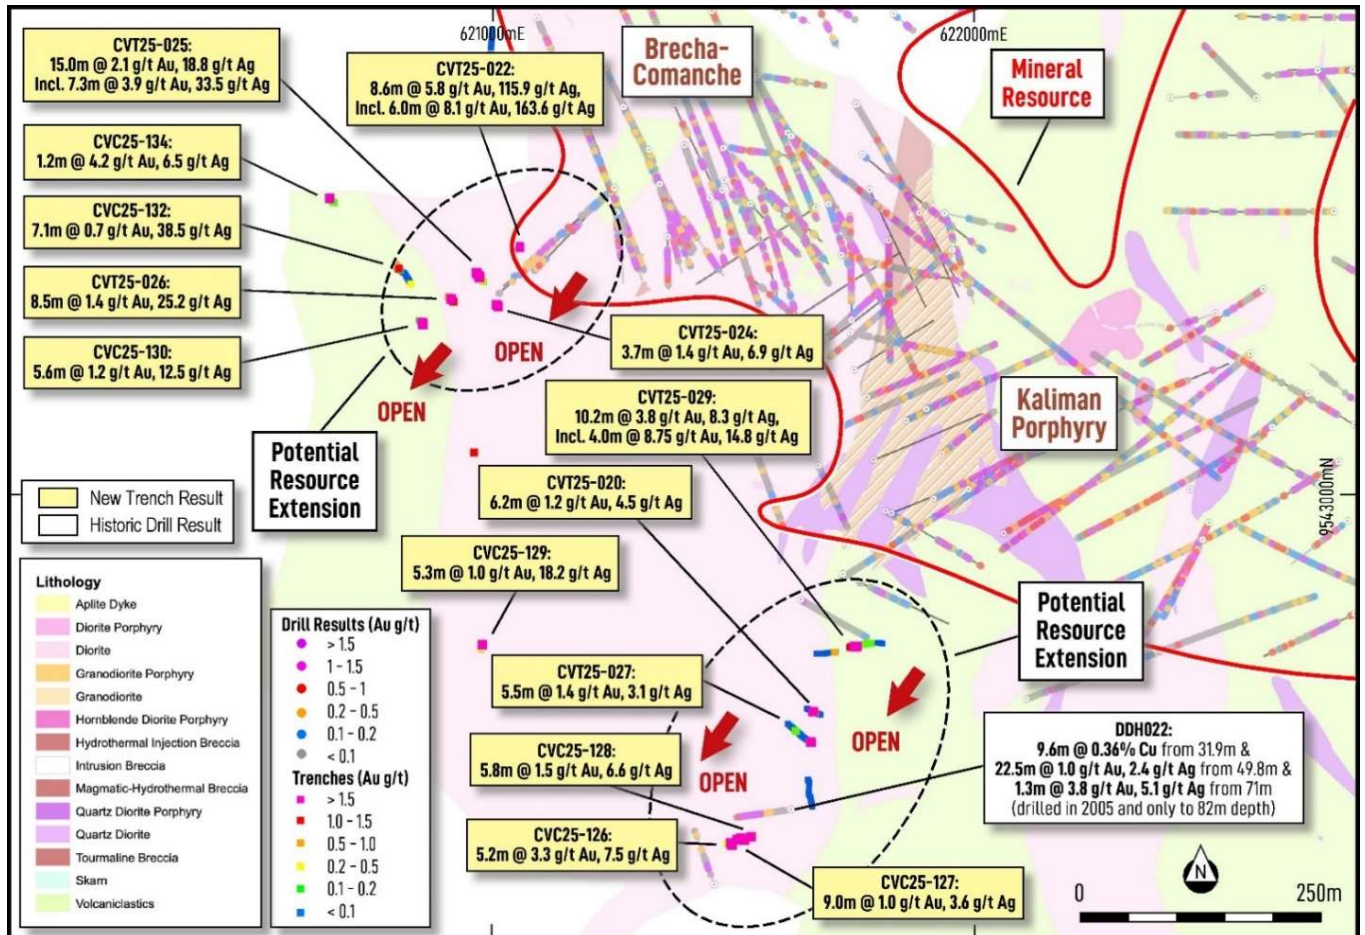 621000mE
622000mE
CVT25-025:
15.0m @ 2.1 g/t Au, 18.8 g/t Ag
Incl. 7.3m @ 3.9 g/t Au, 33.5 g/t Ag
CVT25-022:
8.6m @ 5.8 g/t Au, 115.9 g/t Ag,
Incl. 6.0m @ 8.1 g/t Au, 163.6 g/t Ag
Brecha-
Comanche
Mineral
Resource
CVC25-134:
1.2m @ 4.2 g/t Au, 6.5 g/t Ag
CVC25-132:
7.1m @ 0.7 g/t Au, 38.5 g/t Ag
CVT25-026:
8.5m @ 1.4 g/t Au, 25.2 g/t Ag
CVC25-130:
5.6m @ 1.2 g/t Au, 12.5 g/t Ag
OPEN
OPEN
CVT25-024:
3.7m @ 1.4 g/t Au, 6.9 g/t Ag
CVT25-029:
10.2m @ 3.8 g/t Au, 8.3 g/t Ag,
Incl. 4.0m @ 8.75 g/t Au, 14.8 g/t Ag
Kaliman
Porphyry
Potential
Resource
Extension
CVT25-020:
6.2m @ 1.2 g/t Au, 4.5 g/t Ag
9543000mN
New Trench Result
Historic Drill Result
CVC25-129:
5.3m @ 1.0 g/t Au, 18.2 g/t Ag
Potential
Resource
Extension
CVT25-027:
5.5m @ 1.4 g/t Au, 3.1 g/t Ag
CVC25-128:
5.8m @ 1.5 g/t Au, 6.6 g/t Ag
OPEN
OPEN
DDH022:
9.6m @ 0.36% Cu from 31.9m &
22.5m @ 1.0 g/t Au, 2.4 g/t Ag from 49.8m &
1.3m @ 3.8 g/t Au, 5.1 g/t Ag from 71m
(drilled in 2005 and only to 82m depth)
CVC25-126:
5.2m @ 3.3 g/t Au, 7.5 g/t Ag
CVC25-127:
9.0m @ 1.0 g/t Au, 3.6 g/t Ag
Lithology
Aplite Dyke
Diorite Porphyry
Diorite
Granodiorite Porphyry
Granodiorite
Hornblende Diorite Porphyry
Hydrothermal Injection Breccia
Intrusion Breccia
Magmatic-Hydrothermal Breccia
Quartz Diorite Porphyry
Quartz Diorite
Tourmaline Breccia
Skarn
Volcaniclastics
Drill Results (Au g/t)
> 1.5
1 - 1.5
0.5 - 1
0.2 - 0.5
0.1 - 0.2
< 0.1
Trenches (Au g/t)
> 1.5
1.0 - 1.5
0.5 - 1.0
0.2 - 0.5
0.1 - 0.2
< 0.1
N
0
250m